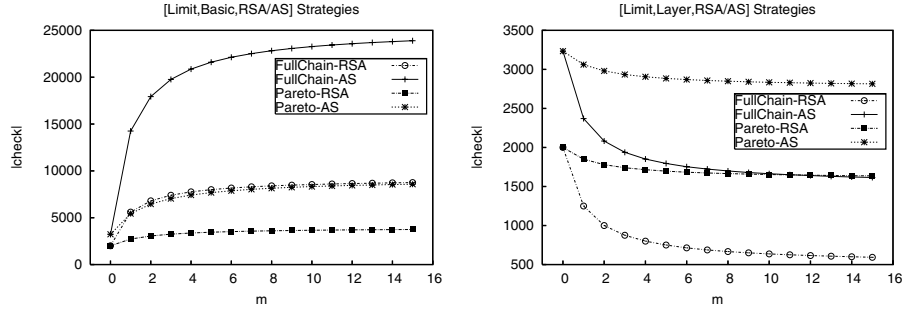 [Limit,Basic,RSA/AS] Strategies
25000
20000
15000
10000
5000
0
|check|
FullChain-RSA
FullChain-AS
Pareto-RSA
Pareto-AS
0 2 4 6 8 10 12 14 16
m
[Limit,Layer,RSA/AS] Strategies
3500
3000
2500
2000
1500
1000
500
|check|
FullChain-RSA
FullChain-AS
Pareto-RSA
Pareto-AS
0 2 4 6 8 10 12 14 16
m